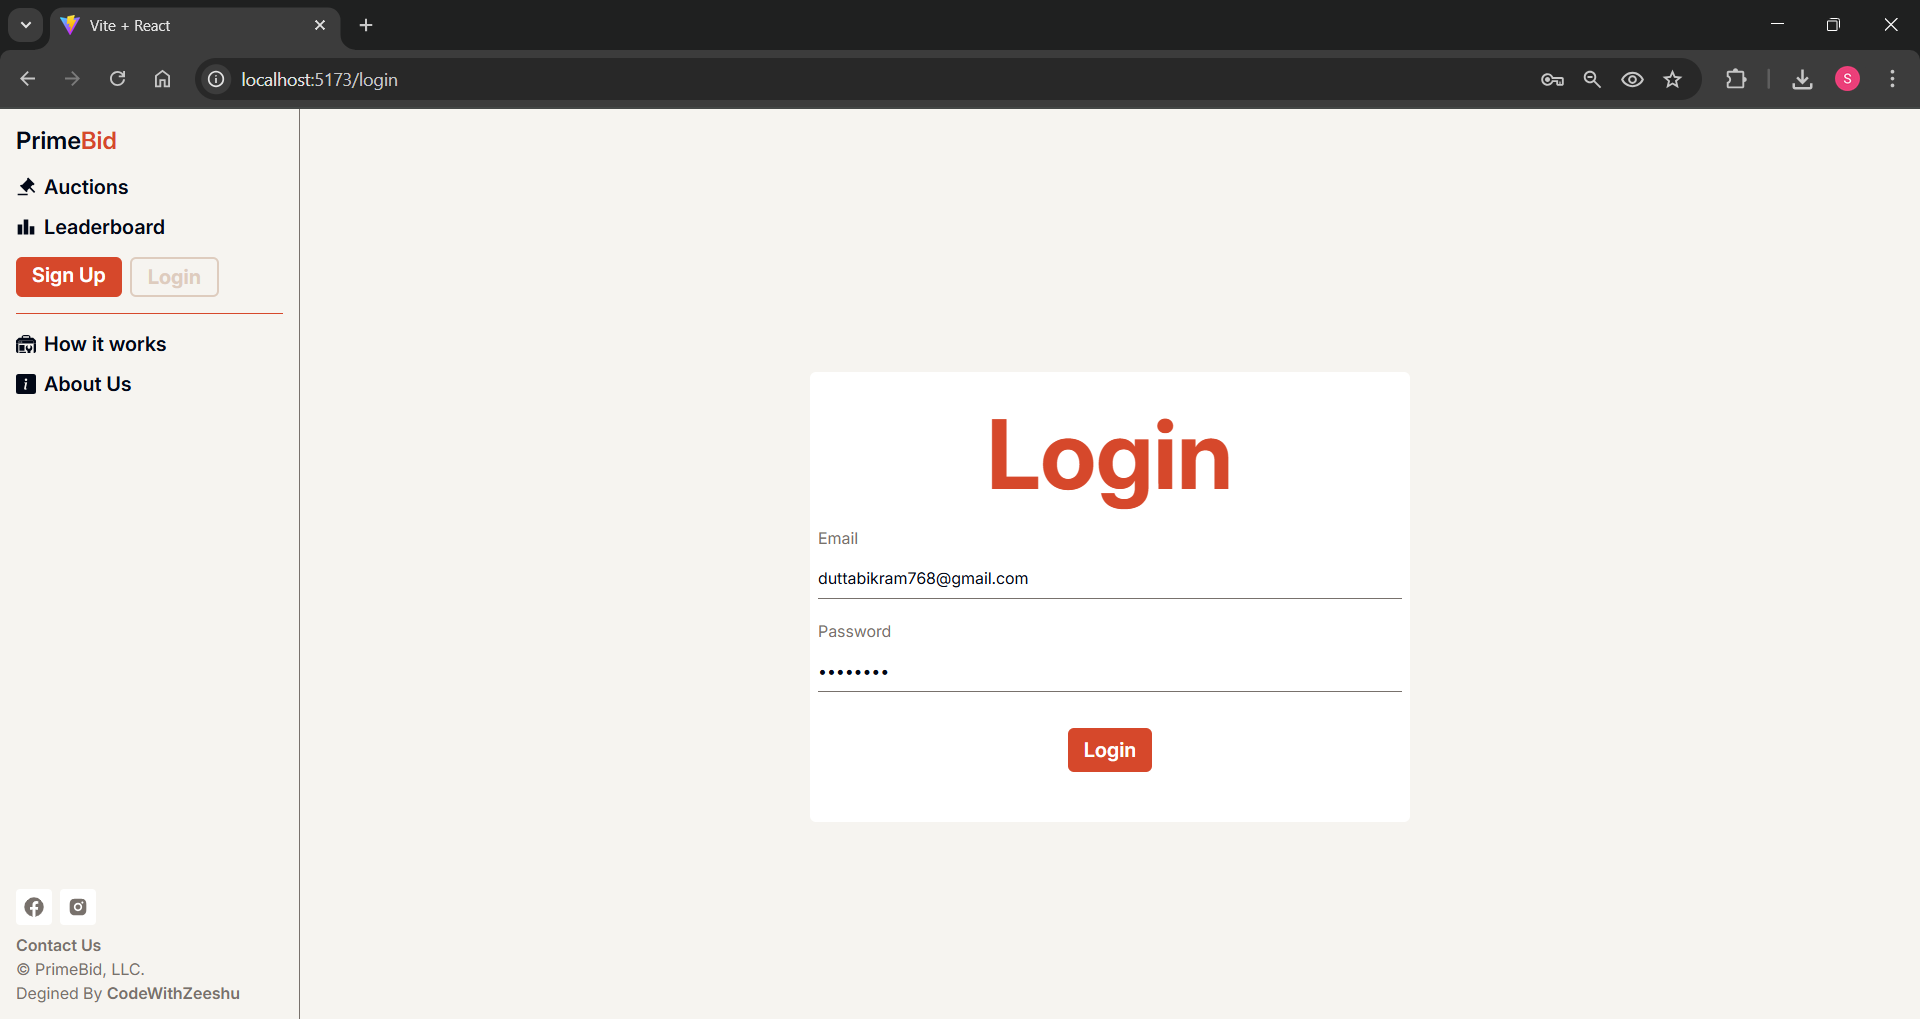 Vite + React
localhost:5173/login
S
PrimeBid
Auctions
Leaderboard
Sign Up
Login
How it works
About Us
Login
Email
duttabikram768@gmail.com
Password
••••••••
Login
Contact Us
© PrimeBid, LLC.
Degined By CodeWithZeeshu